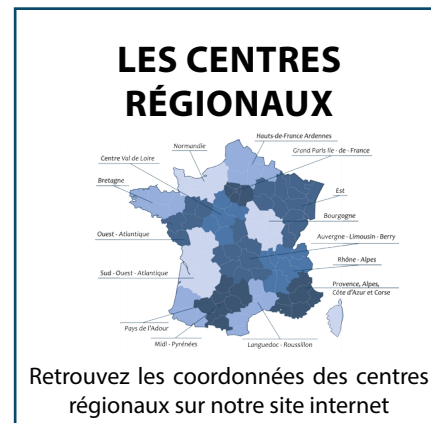 LES CENTRES
RÉGIONAUX
Hauts-de-France Ardennes
Normandie
Grand Paris Ile - de - France
Centre Val de Loire
Bretagne
Est
Bourgogne
Ouest - Atlantique
Auvergne - Limousin - Berry
Rhône - Alpes
Sud - Ouest - Atlantique
Provence, Alpes,
Côte d'Azur et Corse
Pays de l'Adour
Midi - Pyrénées
Languedoc - Roussillon
Retrouvez les coordonnées des centres
régionaux sur notre site internet